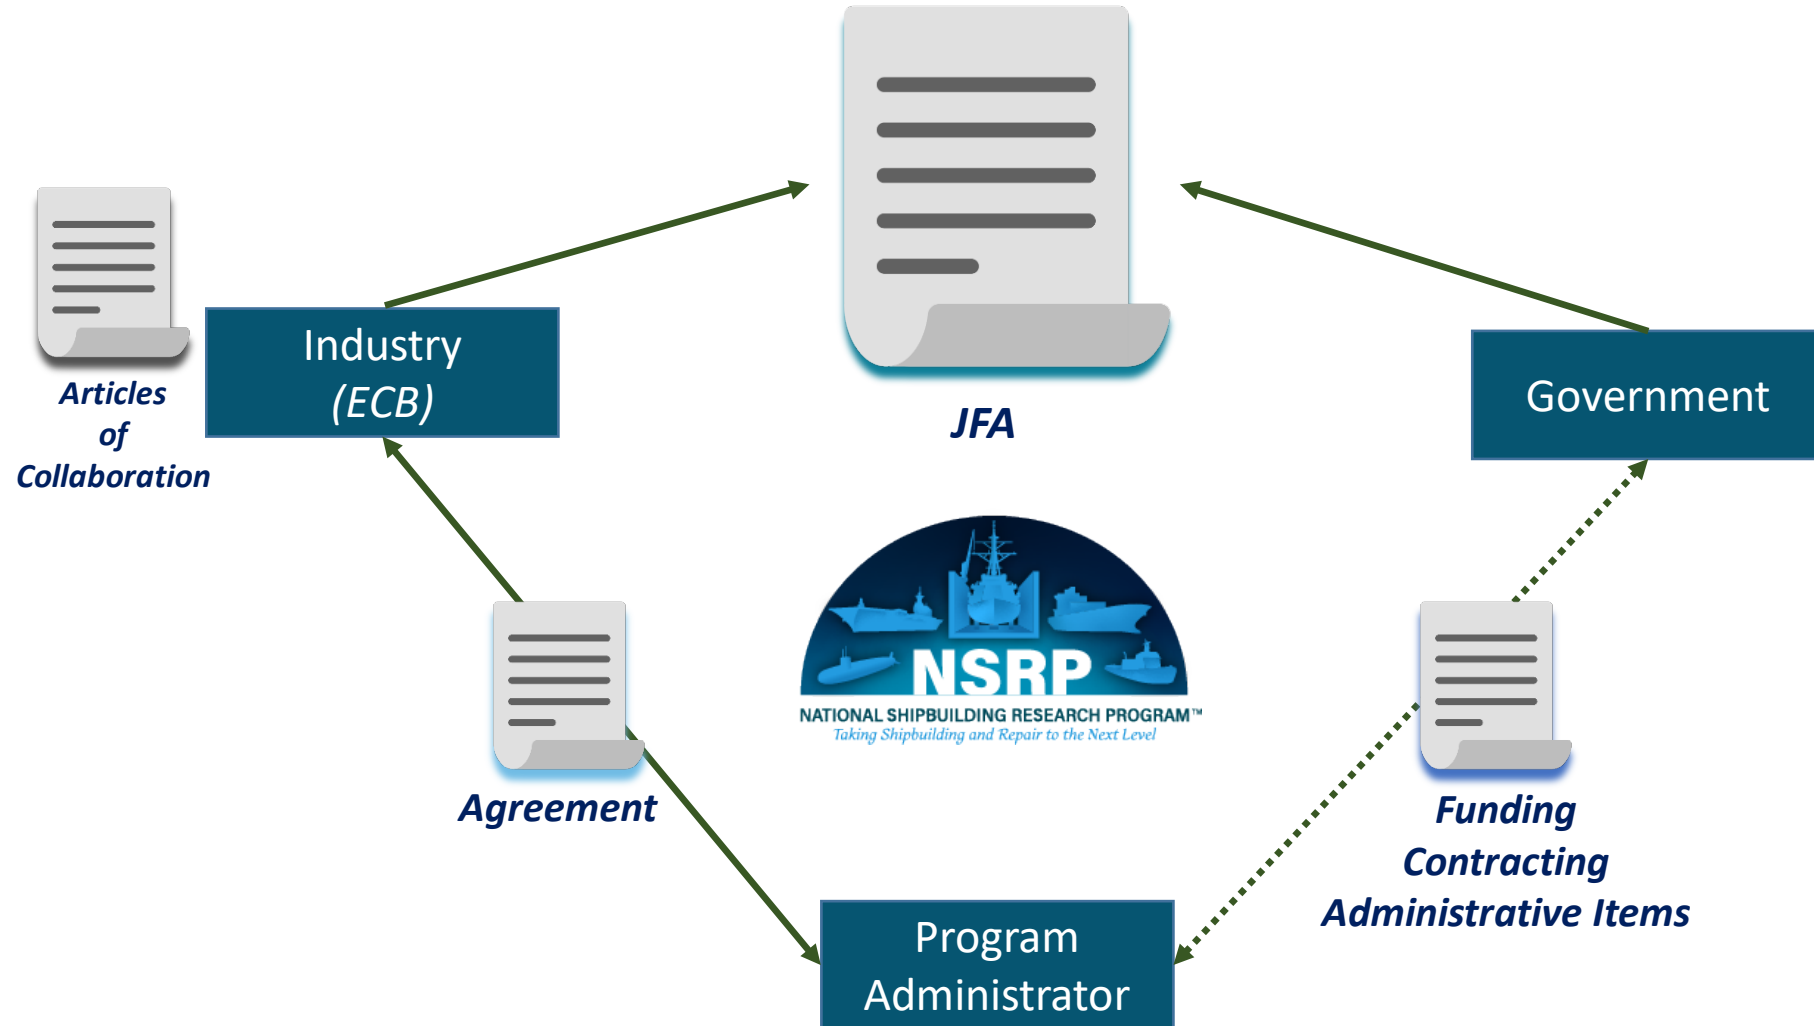 Articles
of
Collaboration
Industry
(ECB)
JFA
Government
NSRP
NATIONAL SHIPBUILDING RESEARCH PROGRAM™
Taking Shipbuilding and Repair to the Next Level
Agreement
Funding
Contracting
Administrative Items
Program
Administrator